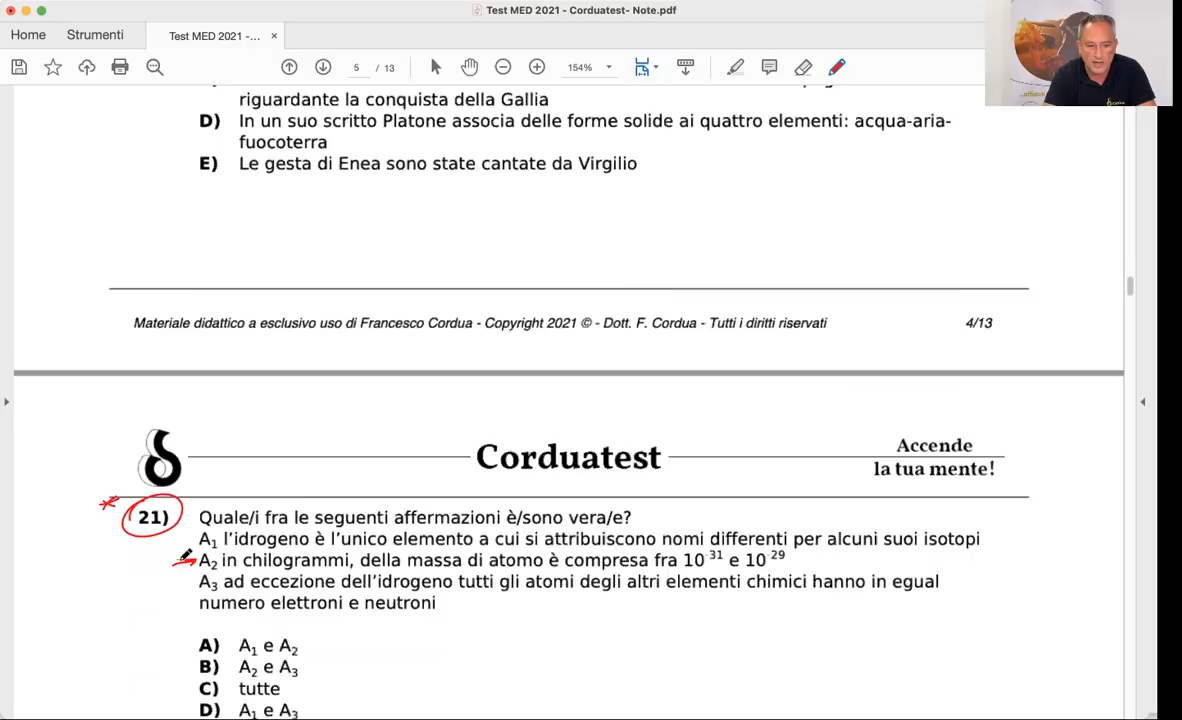 Test MED 2021 - Corduatest- Note.pdf
Home Strumenti Test MED 2021 -... ×
5 / 13 154%
riguardante la conquista della Gallia
D) In un suo scritto Platone associa delle forme solide ai quattro elementi: acqua-aria-
fuocoterra
E) Le gesta di Enea sono state cantate da Virgilio
Materiale didattico a esclusivo uso di Francesco Cordua - Copyright 2021 © - Dott. F. Cordua - Tutti i diritti riservati 4/13
Corduatest
Accende
la tua mente!
21) Quale/i fra le seguenti affermazioni è/sono vera/e?
A₁ l’idrogeno è l’unico elemento a cui si attribuiscono nomi differenti per alcuni suoi isotopi
A₂ in chilogrammi, della massa di atomo è compresa fra 10⁻³¹ e 10⁻²⁹
A₃ ad eccezione dell’idrogeno tutti gli atomi degli altri elementi chimici hanno in egual
numero elettroni e neutroni
A) A₁ e A₂
B) A₂ e A₃
C) tutte
D) A₁ e A₃